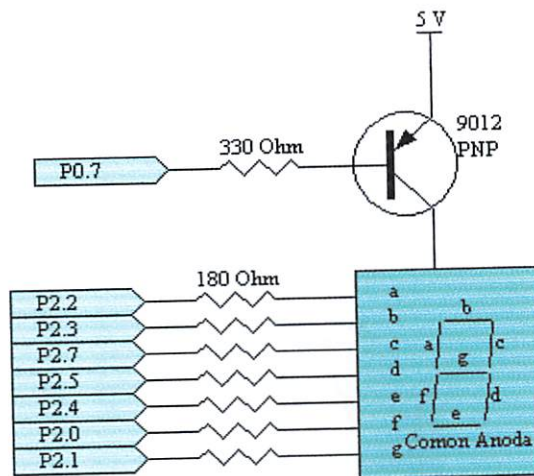 5 V
9012
PNP
330 Ohm
P0.7
180 Ohm
P2.2
P2.3
P2.7
P2.5
P2.4
P2.0
P2.1
a
b
c
d
e
f
g
b
a
c
g
f
d
e
Comon Anoda